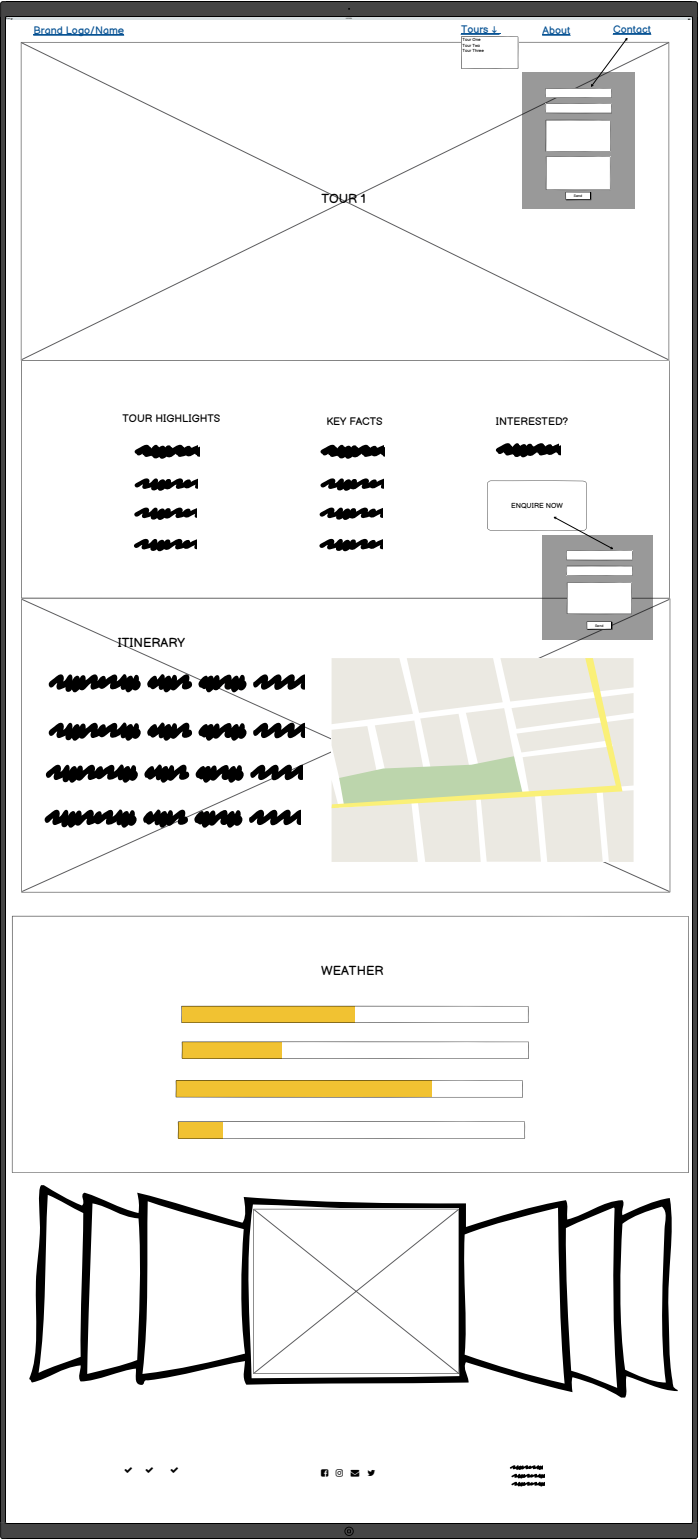 Brand Logo/Name
Tours ↓
About
Contact
Tour One
Tour Two
Tour Three
Send
TOUR 1
TOUR HIGHLIGHTS
KEY FACTS
INTERESTED?
ENQUIRE NOW
Send
ITINERARY
WEATHER